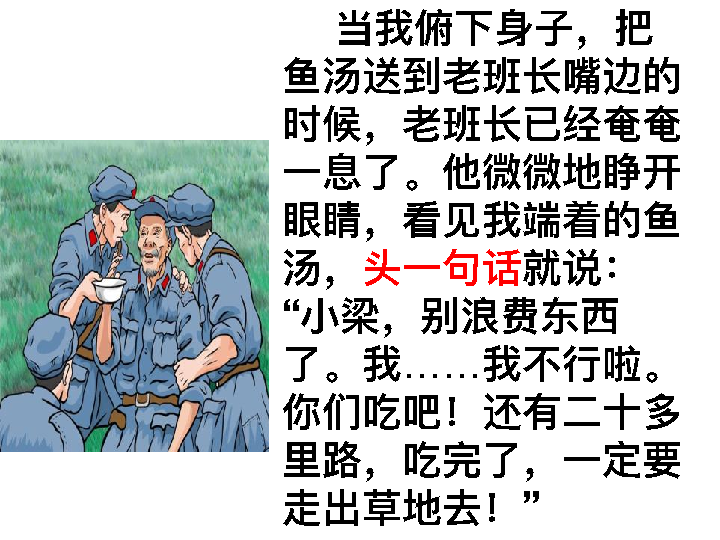 当我俯下身子，把
鱼汤送到老班长嘴边的
时候，老班长已经奄奄
一息了。他微微地睁开
眼睛，看见我端着的鱼
汤，头一句话就说：
“小梁，别浪费东西
了。我……我不行啦。
你们吃吧！还有二十多
里路，吃完了，一定要
走出草地去！”